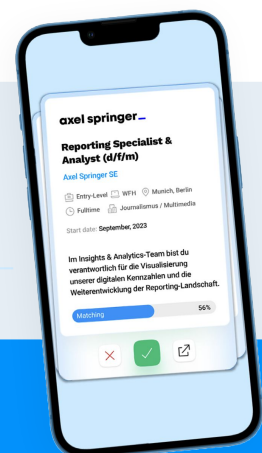 axel springer_
Reporting Specialist &
Analyst (d/f/m)
Axel Springer SE
Entry-Level WFH Munich, Berlin
Fulltime Journalismus / Multimedia
Start date: September, 2023
Im Insights & Analytics-Team bist du
verantwortlich für die Visualisierung
unserer digitalen Kennzahlen und die
Weiterentwicklung der Reporting-Landschaft.
Matching 56%